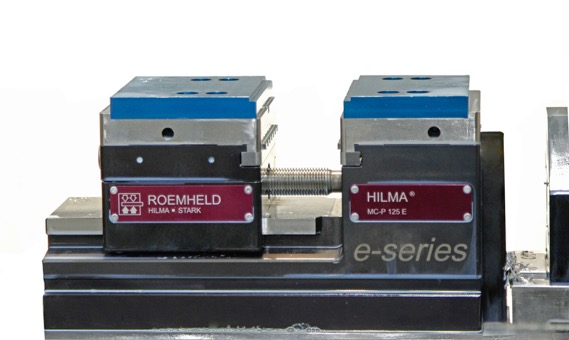 ROEMHELD
HILMA ■ STARK
HILMA®
MC-P 125 E
e-series